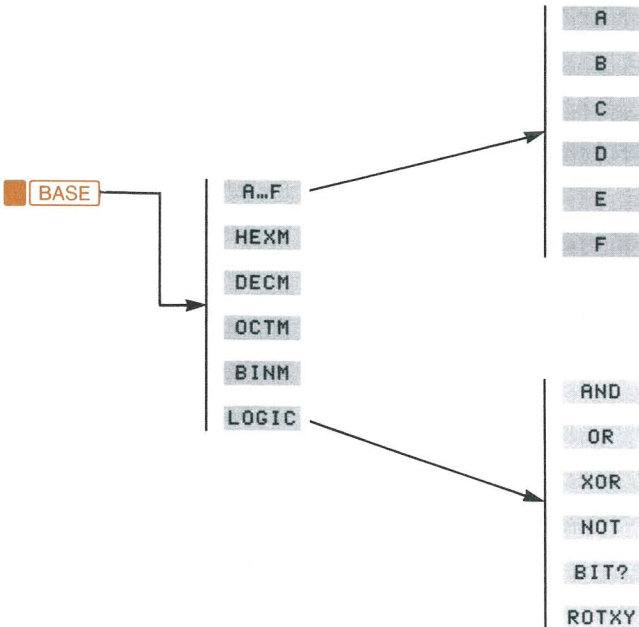 BASE
A…F
HEXM
DECM
OCTM
BINM
LOGIC
A
B
C
D
E
F
AND
OR
XOR
NOT
BIT?
ROTXY